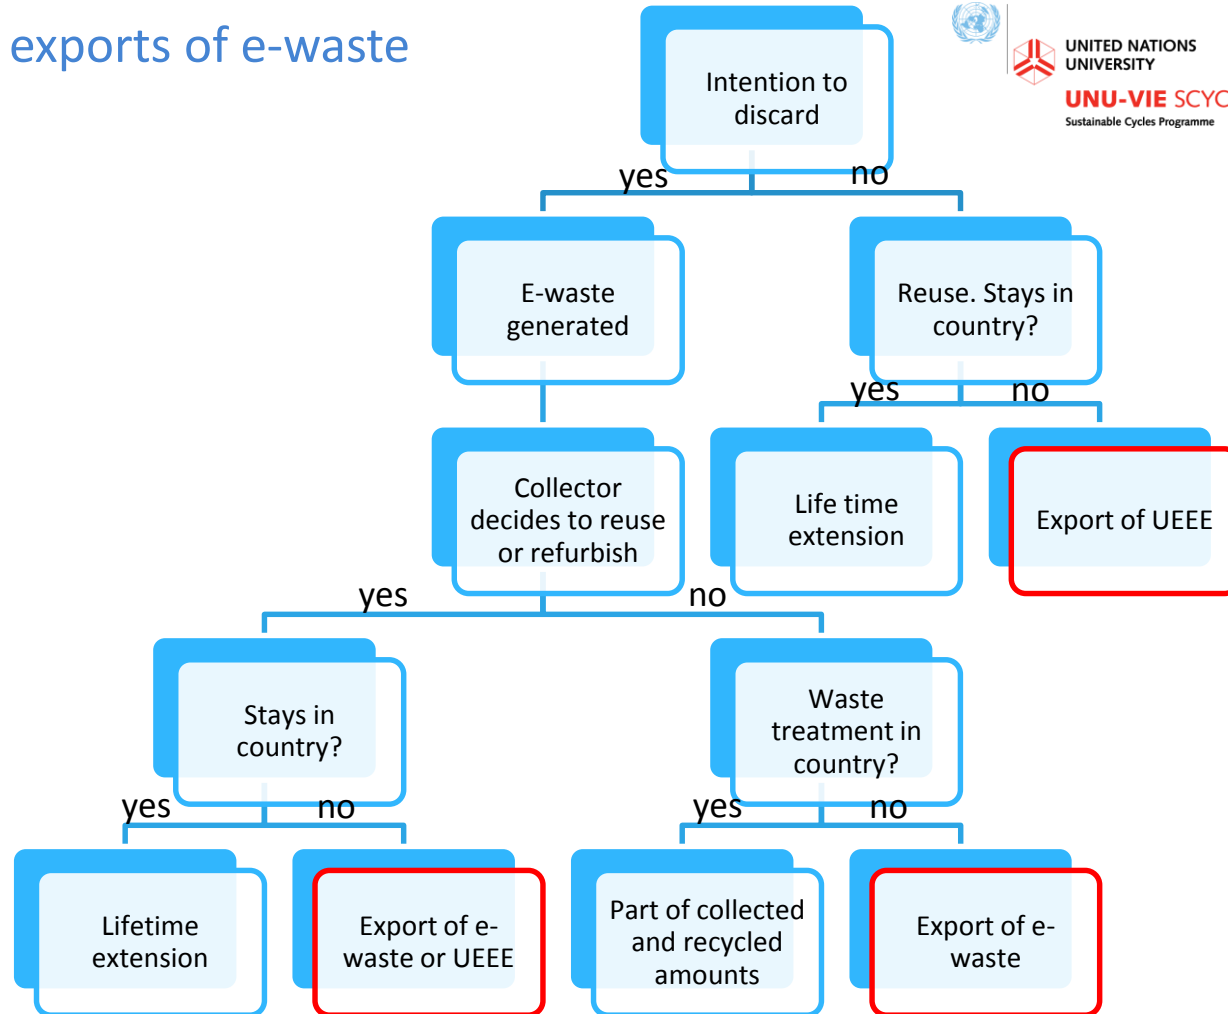 exports of e-waste
UNITED NATIONS
UNIVERSITY
UNU-VIE SCYC
Sustainable Cycles Programme
Intention to
discard
yes
no
E-waste
generated
Reuse. Stays in
country?
yes
no
Collector
decides to reuse
or refurbish
Life time
extension
Export of UEEE
yes
no
Stays in
country?
Waste
treatment in
country?
yes
no
yes
no
Lifetime
extension
Export of e-
waste or UEEE
Part of collected
and recycled
amounts
Export of e-
waste